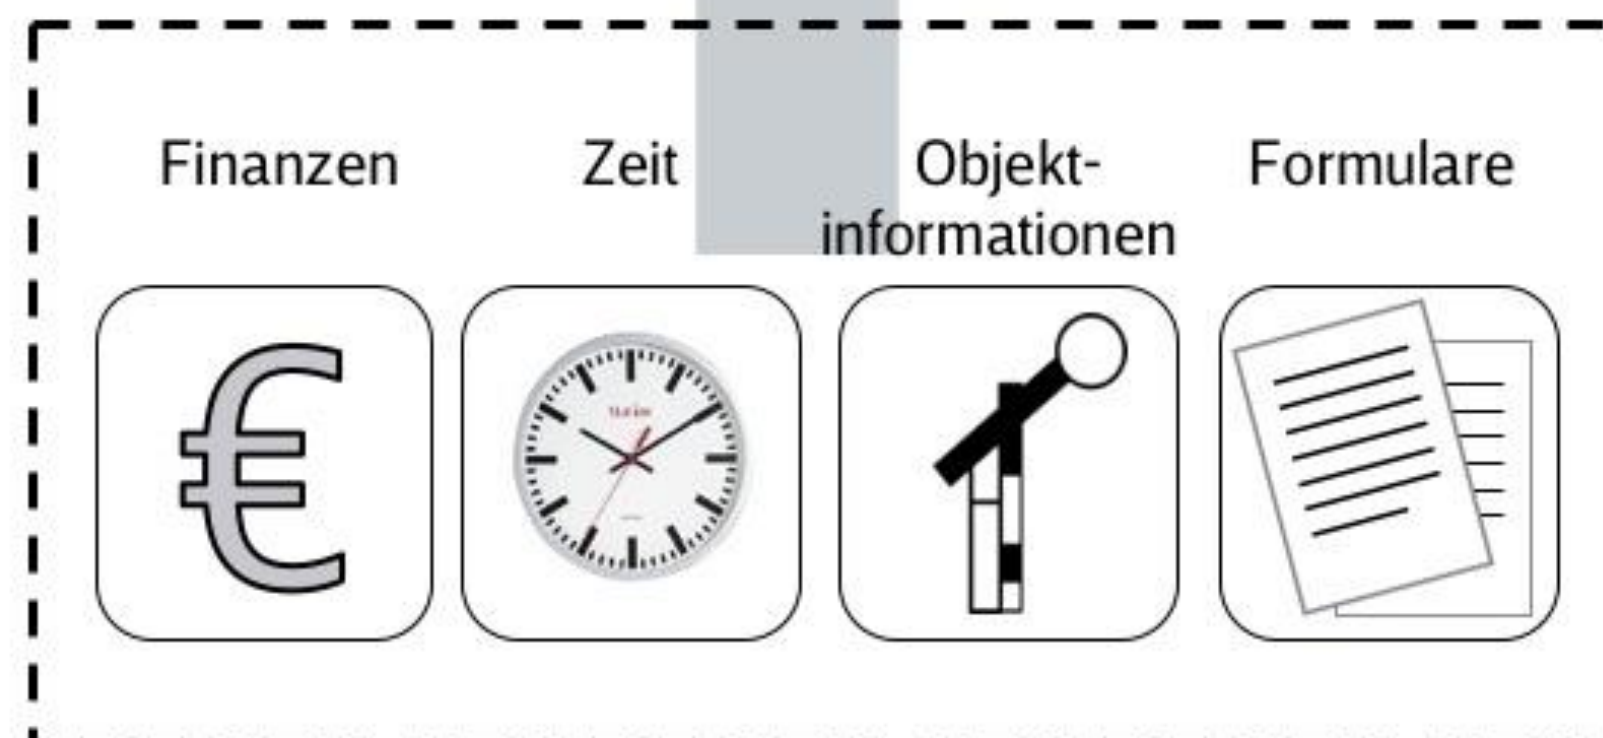 Finanzen
Zeit
Objekt-
informationen
Formulare
€